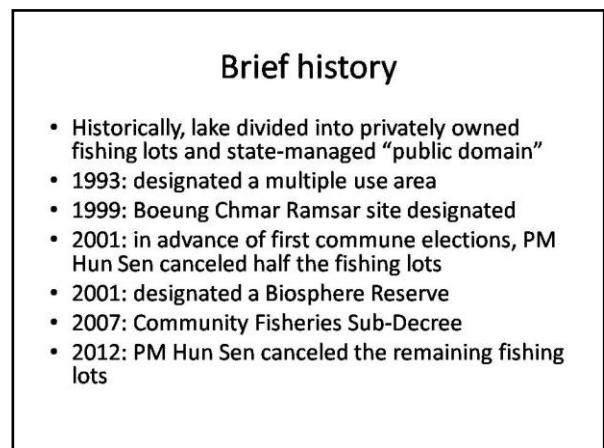 Brief history
• Historically, lake divided into privately owned
fishing lots and state-managed “public domain”
• 1993: designated a multiple use area
• 1999: Boeung Chmar Ramsar site designated
• 2001: in advance of first commune elections, PM
Hun Sen canceled half the fishing lots
• 2001: designated a Biosphere Reserve
• 2007: Community Fisheries Sub-Decree
• 2012: PM Hun Sen canceled the remaining fishing
lots